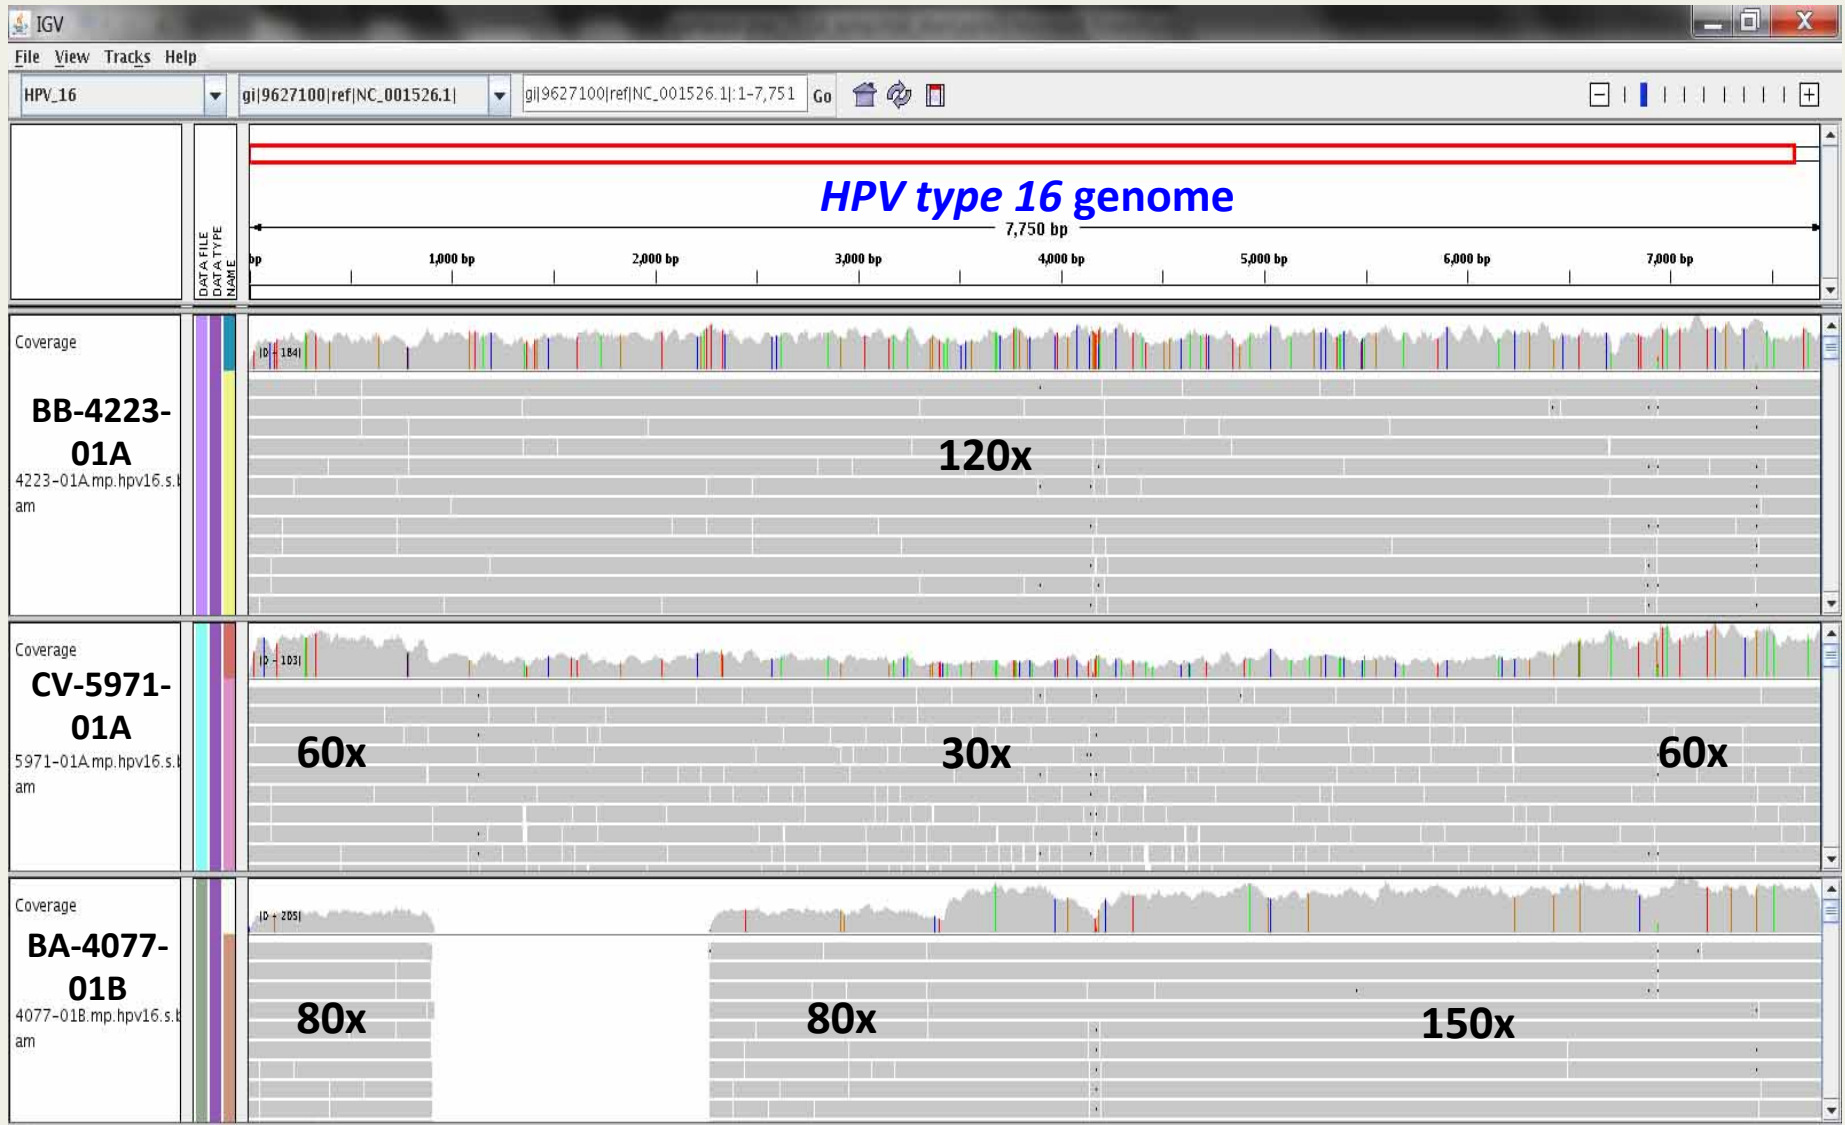 IGV
File View Tracks Help
HPV_16 gi|9627100|ref|NC_001526.1| gi|9627100|ref|NC_001526.1|:1-7,751 Go
HPV type 16 genome
7,750 bp
DATA FILE
DATA TYPE
NAME
bp 1,000 bp 2,000 bp 3,000 bp 4,000 bp 5,000 bp 6,000 bp 7,000 bp
Coverage
[0 - 184]
BB-4223-
01A
4223-01A.mp.hpv16.s.b
am
120x
Coverage
[0 - 103]
CV-5971-
01A
5971-01A.mp.hpv16.s.b
am
60x 30x 60x
Coverage
[0 - 205]
BA-4077-
01B
4077-01B.mp.hpv16.s.b
am
80x 80x 150x